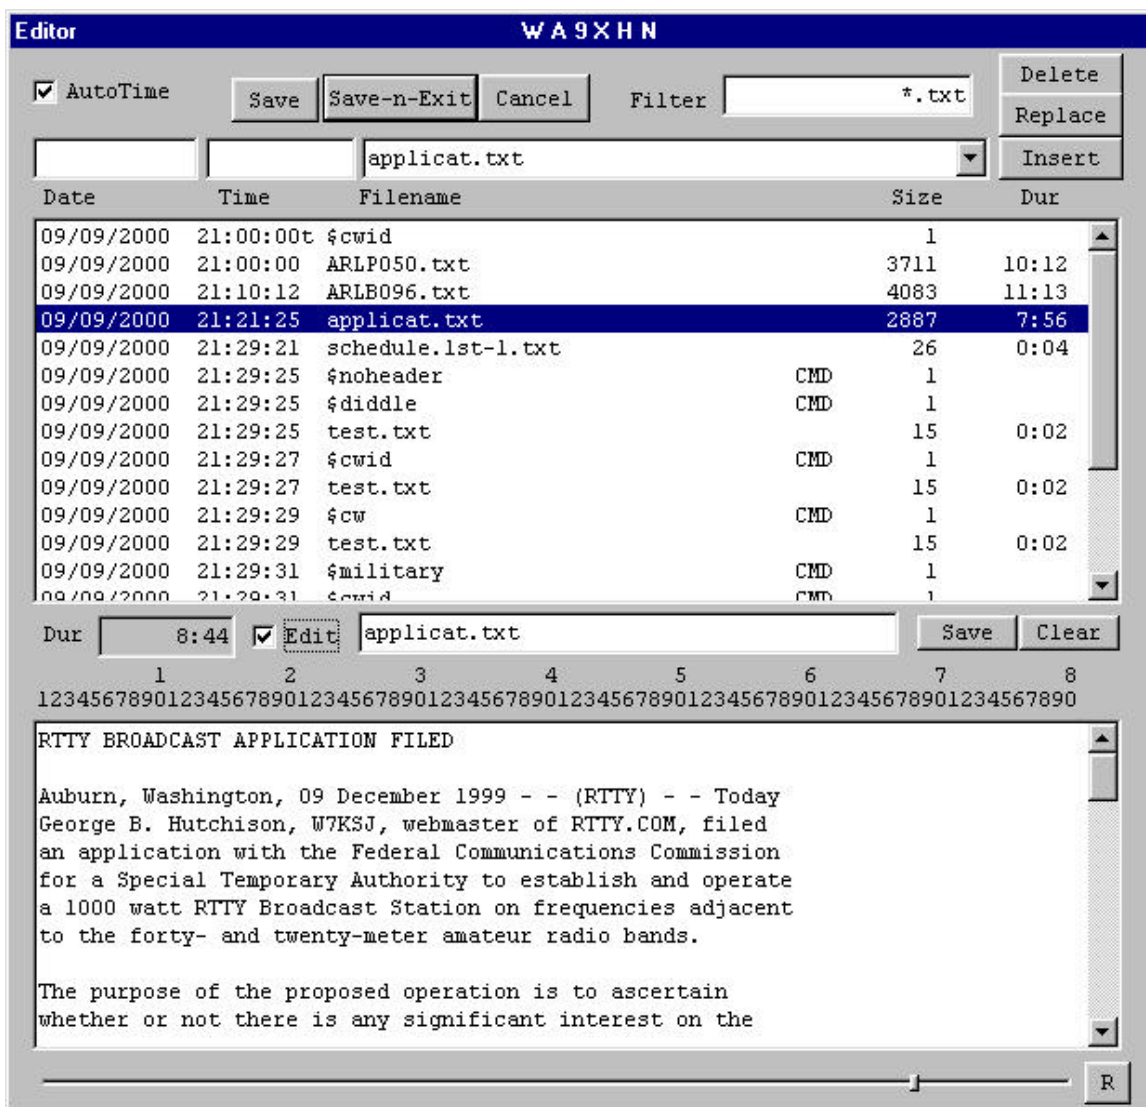 Editor WA9XHN
AutoTime Save Save-n-Exit Cancel Filter *.txt Delete
Replace
applicat.txt Insert
Date Time Filename Size Dur
09/09/2000 21:00:00t $cwid 1
09/09/2000 21:00:00 ARLP050.txt 3711 10:12
09/09/2000 21:10:12 ARLB096.txt 4083 11:13
09/09/2000 21:21:25 applicat.txt 2887 7:56
09/09/2000 21:29:21 schedule.lst-1.txt 26 0:04
09/09/2000 21:29:25 $noheader CMD 1
09/09/2000 21:29:25 $diddle CMD 1
09/09/2000 21:29:25 test.txt 15 0:02
09/09/2000 21:29:27 $cwid CMD 1
09/09/2000 21:29:27 test.txt 15 0:02
09/09/2000 21:29:29 $cw CMD 1
09/09/2000 21:29:29 test.txt 15 0:02
09/09/2000 21:29:31 $military CMD 1
09/09/2000 21:29:31 $cwid CMD 1
Dur 8:44 Edit applicat.txt Save Clear
1 2 3 4 5 6 7 8
12345678901234567890123456789012345678901234567890123456789012345678901234567890
RTTY BROADCAST APPLICATION FILED
Auburn, Washington, 09 December 1999 - - (RTTY) - - Today
George B. Hutchison, W7KSJ, webmaster of RTTY.COM, filed
an application with the Federal Communications Commission
for a Special Temporary Authority to establish and operate
a 1000 watt RTTY Broadcast Station on frequencies adjacent
to the forty- and twenty-meter amateur radio bands.
The purpose of the proposed operation is to ascertain
whether or not there is any significant interest on the
R